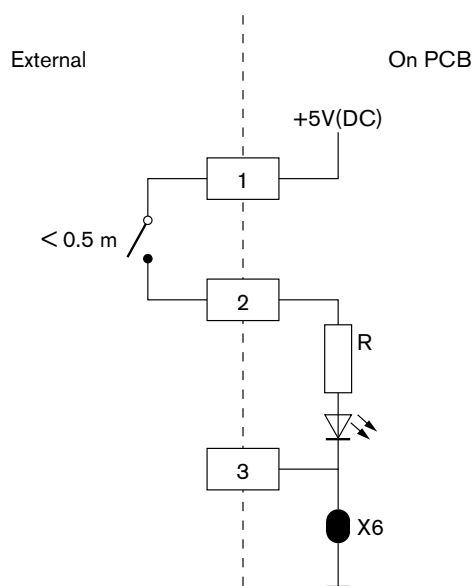 External
On PCB
+5V(DC)
1
< 0.5 m
2
R
3
X6